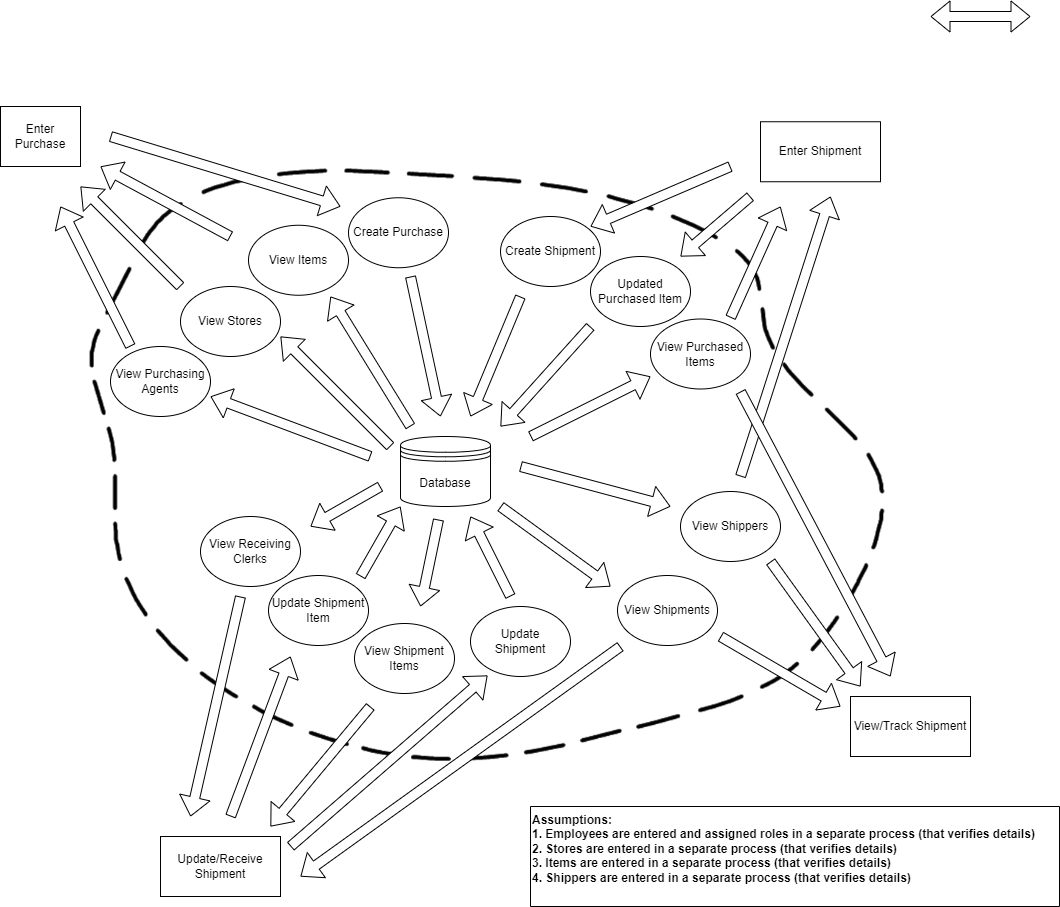 Enter
Purchase
Enter Shipment
Create Purchase
View Items
Create Shipment
Updated
Purchased Item
View Stores
View Purchased
Items
View Purchasing
Agents
Database
View Shippers
View Receiving
Clerks
Update Shipment
Item
View Shipments
Update
Shipment
View Shipment
Items
View/Track Shipment
Update/Receive
Shipment
Assumptions:
1. Employees are entered and assigned roles in a separate process (that verifies details)
2. Stores are entered in a separate process (that verifies details)
3. Items are entered in a separate process (that verifies details)
4. Shippers are entered in a separate process (that verifies details)